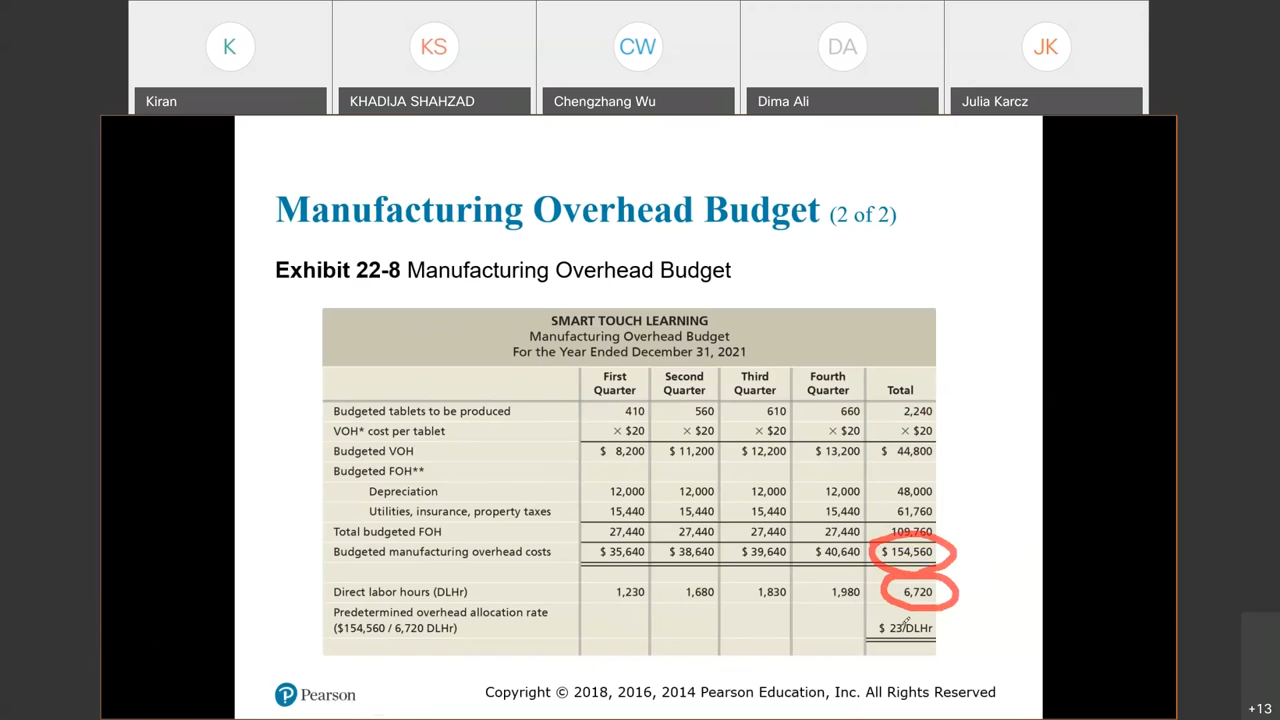 K KS CW DA JK
Kiran KHADIJA SHAHZAD Chengzhang Wu Dima Ali Julia Karcz
Manufacturing Overhead Budget (2 of 2)
Exhibit 22-8 Manufacturing Overhead Budget
SMART TOUCH LEARNING
Manufacturing Overhead Budget
For the Year Ended December 31, 2021
First Quarter Second Quarter Third Quarter Fourth Quarter Total
Budgeted tablets to be produced 410 560 610 660 2,240
VOH* cost per tablet × $20 × $20 × $20 × $20 × $20
Budgeted VOH $ 8,200 $ 11,200 $ 12,200 $ 13,200 $ 44,800
Budgeted FOH**
Depreciation 12,000 12,000 12,000 12,000 48,000
Utilities, insurance, property taxes 15,440 15,440 15,440 15,440 61,760
Total budgeted FOH 27,440 27,440 27,440 27,440 109,760
Budgeted manufacturing overhead costs $ 35,640 $ 38,640 $ 39,640 $ 40,640 $ 154,560
Direct labor hours (DLHr) 1,230 1,680 1,830 1,980 6,720
Predetermined overhead allocation rate
($154,560 / 6,720 DLHr) $ 23/DLHr
P Pearson Copyright © 2018, 2016, 2014 Pearson Education, Inc. All Rights Reserved
+13